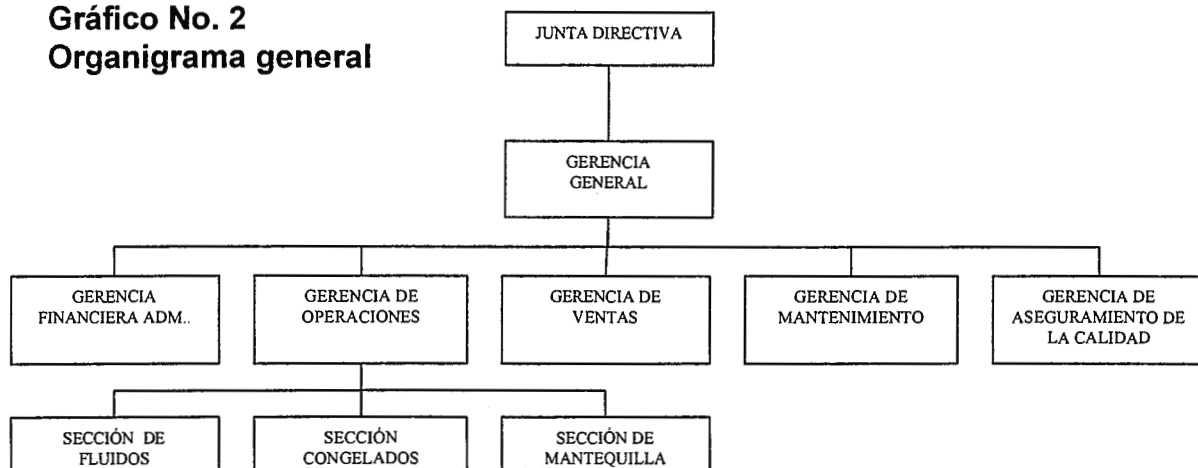 Gráfico No. 2
Organigrama general
JUNTA DIRECTIVA
GERENCIA
GENERAL
GERENCIA
FINANCIERA ADM..
GERENCIA DE
OPERACIONES
GERENCIA DE
VENTAS
GERENCIA DE
MANTENIMIENTO
GERENCIA DE
ASEGURAMIENTO DE
LA CALIDAD
SECCIÓN DE
FLUIDOS
SECCIÓN
CONGELADOS
SECCIÓN DE
MANTEQUILLA